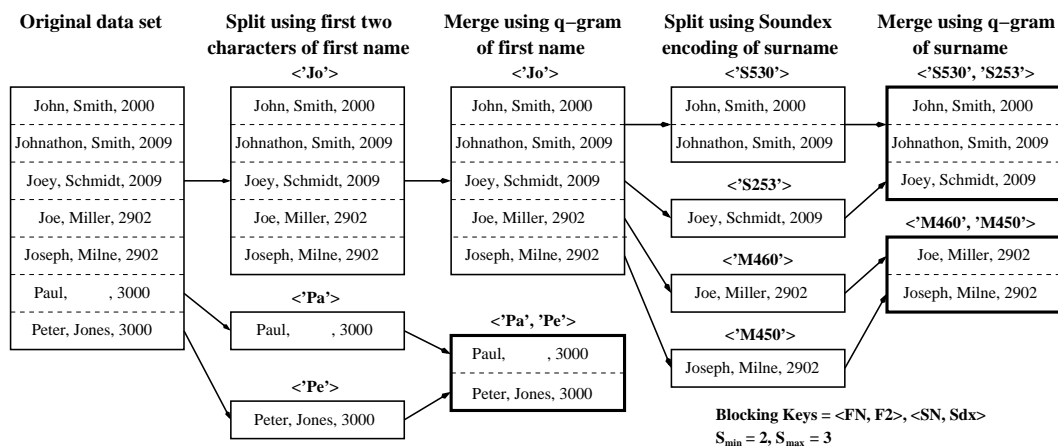 Original data set
Split using first two
characters of first name
Merge using q−gram
of first name
Split using Soundex
encoding of surname
Merge using q−gram
of surname
John, Smith, 2000
Johnathon, Smith, 2009
Joey, Schmidt, 2009
Joe, Miller, 2902
Joseph, Milne, 2902
Paul, , 3000
Peter, Jones, 3000
<'Jo'>
John, Smith, 2000
Johnathon, Smith, 2009
Joey, Schmidt, 2009
Joe, Miller, 2902
Joseph, Milne, 2902
<'Pa'>
Paul, , 3000
<'Pe'>
Peter, Jones, 3000
<'Jo'>
John, Smith, 2000
Johnathon, Smith, 2009
Joey, Schmidt, 2009
Joe, Miller, 2902
Joseph, Milne, 2902
<'Pa', 'Pe'>
Paul, , 3000
Peter, Jones, 3000
<'S530'>
John, Smith, 2000
Johnathon, Smith, 2009
<'S253'>
Joey, Schmidt, 2009
<'M460'>
Joe, Miller, 2902
<'M450'>
Joseph, Milne, 2902
<'S530', 'S253'>
John, Smith, 2000
Johnathon, Smith, 2009
Joey, Schmidt, 2009
<'M460', 'M450'>
Joe, Miller, 2902
Joseph, Milne, 2902
Blocking Keys = <FN, F2>, <SN, Sdx>
S_min = 2, S_max = 3